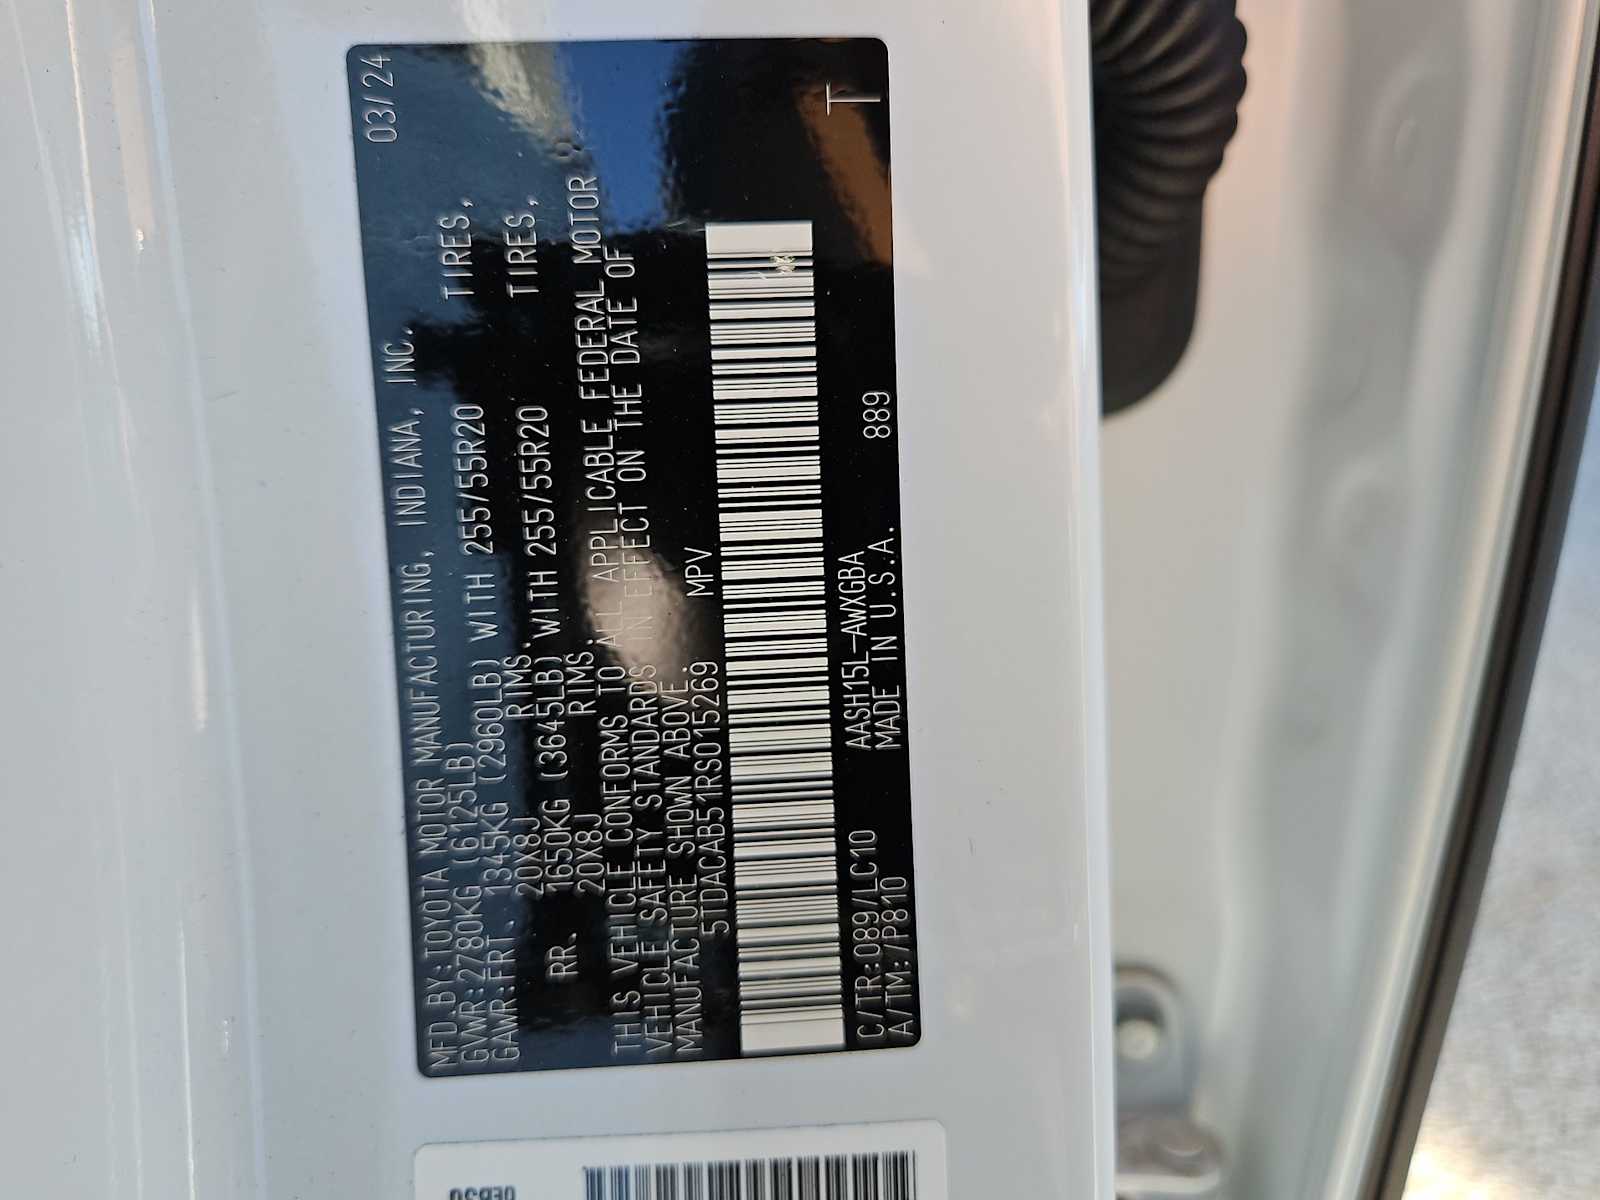 MFD.BY:TOYOTA MOTOR MANUFACTURING, INDIANA, INC. 03/24
GVWR:2780KG(6125LB)
GAWR:FRT. 1345KG (2960LB) WITH 255/55R20 TIRES,
20X8J RIMS.
RR. 1650KG (3645LB) WITH 255/55R20 TIRES,
20X8J RIMS.
THIS VEHICLE CONFORMS TO ALL APPLICABLE FEDERAL MOTOR
VEHICLE SAFETY STANDARDS IN EFFECT ON THE DATE OF
MANUFACTURE SHOWN ABOVE.
5TDACAB51RS015269 MPV
C/TR:089/LC10 AASH15L-AWXGBA
A/TM:7P810 MADE IN U.S.A. 889 T